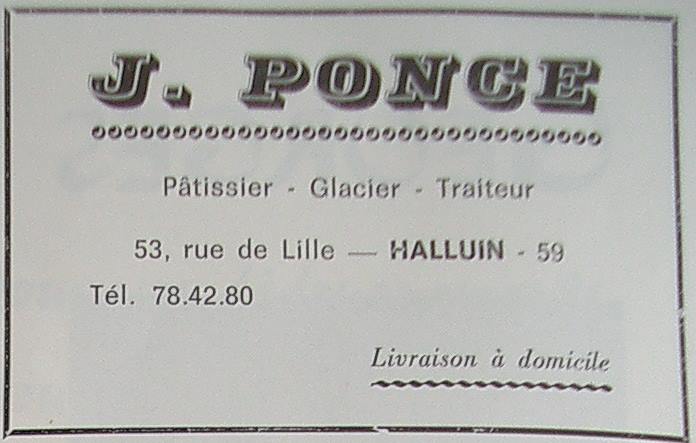 J. PONCE
Pâtissier - Glacier - Traiteur
53, rue de Lille — HALLUIN - 59
Tél. 78.42.80
Livraison à domicile